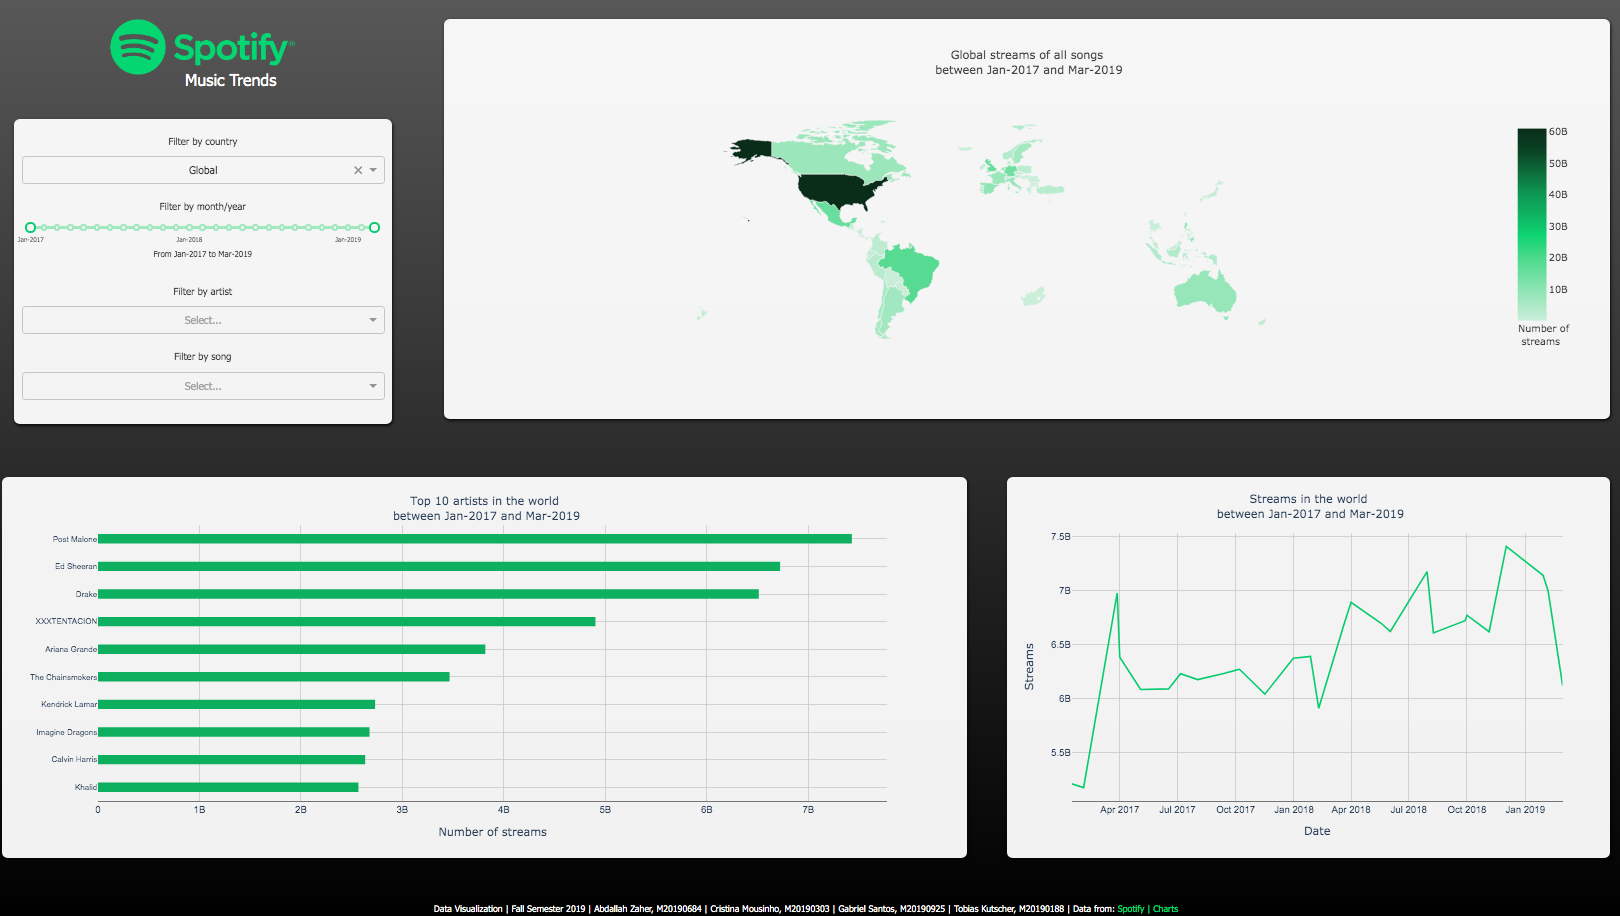 Spotify®
Music Trends
Filter by country
Global
Filter by month/year
Jan-2017 Jan-2018 Jan-2019
From Jan-2017 to Mar-2019
Filter by artist
Select...
Filter by song
Select...
Global streams of all songs
between Jan-2017 and Mar-2019
60B
50B
40B
30B
20B
10B
Number of
streams
Top 10 artists in the world
between Jan-2017 and Mar-2019
Post Malone
Ed Sheeran
Drake
XXXTENTACION
Ariana Grande
The Chainsmokers
Kendrick Lamar
Imagine Dragons
Calvin Harris
Khalid
0 1B 2B 3B 4B 5B 6B 7B
Number of streams
Streams in the world
between Jan-2017 and Mar-2019
7.5B
7B
6.5B
6B
5.5B
Streams
Apr 2017 Jul 2017 Oct 2017 Jan 2018 Apr 2018 Jul 2018 Oct 2018 Jan 2019
Date
Data Visualization | Fall Semester 2019 | Abdallah Zaher, M20190684 | Cristina Mousinho, M20190303 | Gabriel Santos, M20190925 | Tobias Kutscher, M20190188 | Data from: Spotify | Charts